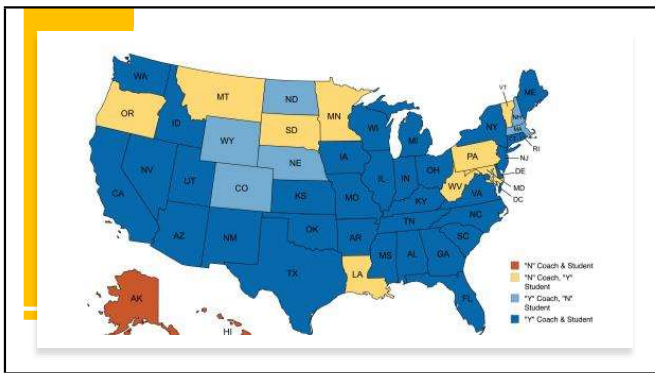 WA
MT
ND
MN
VT
ME
OR
ID
SD
WI
MI
NY
NH
MA
WY
RI
CT
IA
PA
NJ
NE
NV
UT
IL
IN
OH
DE
CO
WV
MD
CA
KS
MO
VA
DC
KY
NC
TN
OK
AZ
NM
AR
SC
MS
AL
GA
"N" Coach & Student
TX
LA
"N" Coach, "Y"
Student
AK
"Y" Coach, "N"
Student
FL
"Y" Coach & Student
HI